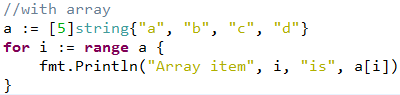 //with array
a := [5]string{"a", "b", "c", "d"}
for i := range a {
    fmt.Println("Array item", i, "is", a[i])
}